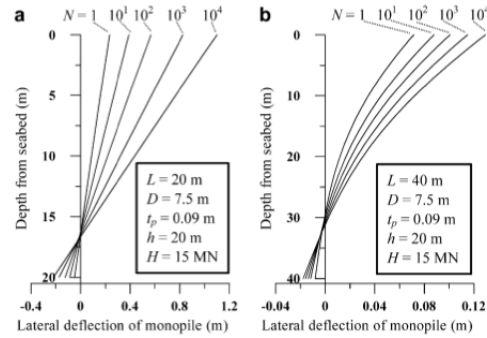 a
N = 1 10¹ 10² 10³ 10⁴
0
5
10
15
20
Depth from seabed (m)
L = 20 m
D = 7.5 m
tₚ = 0.09 m
h = 20 m
H = 15 MN
-0.4 0 0.4 0.8 1.2
Lateral deflection of monopile (m)
b
N = 1 10¹ 10² 10³ 10⁴
0
10
20
30
40
Depth from seabed (m)
L = 40 m
D = 7.5 m
tₚ = 0.09 m
h = 20 m
H = 15 MN
-0.04 0 0.04 0.08 0.12
Lateral deflection of monopile (m)